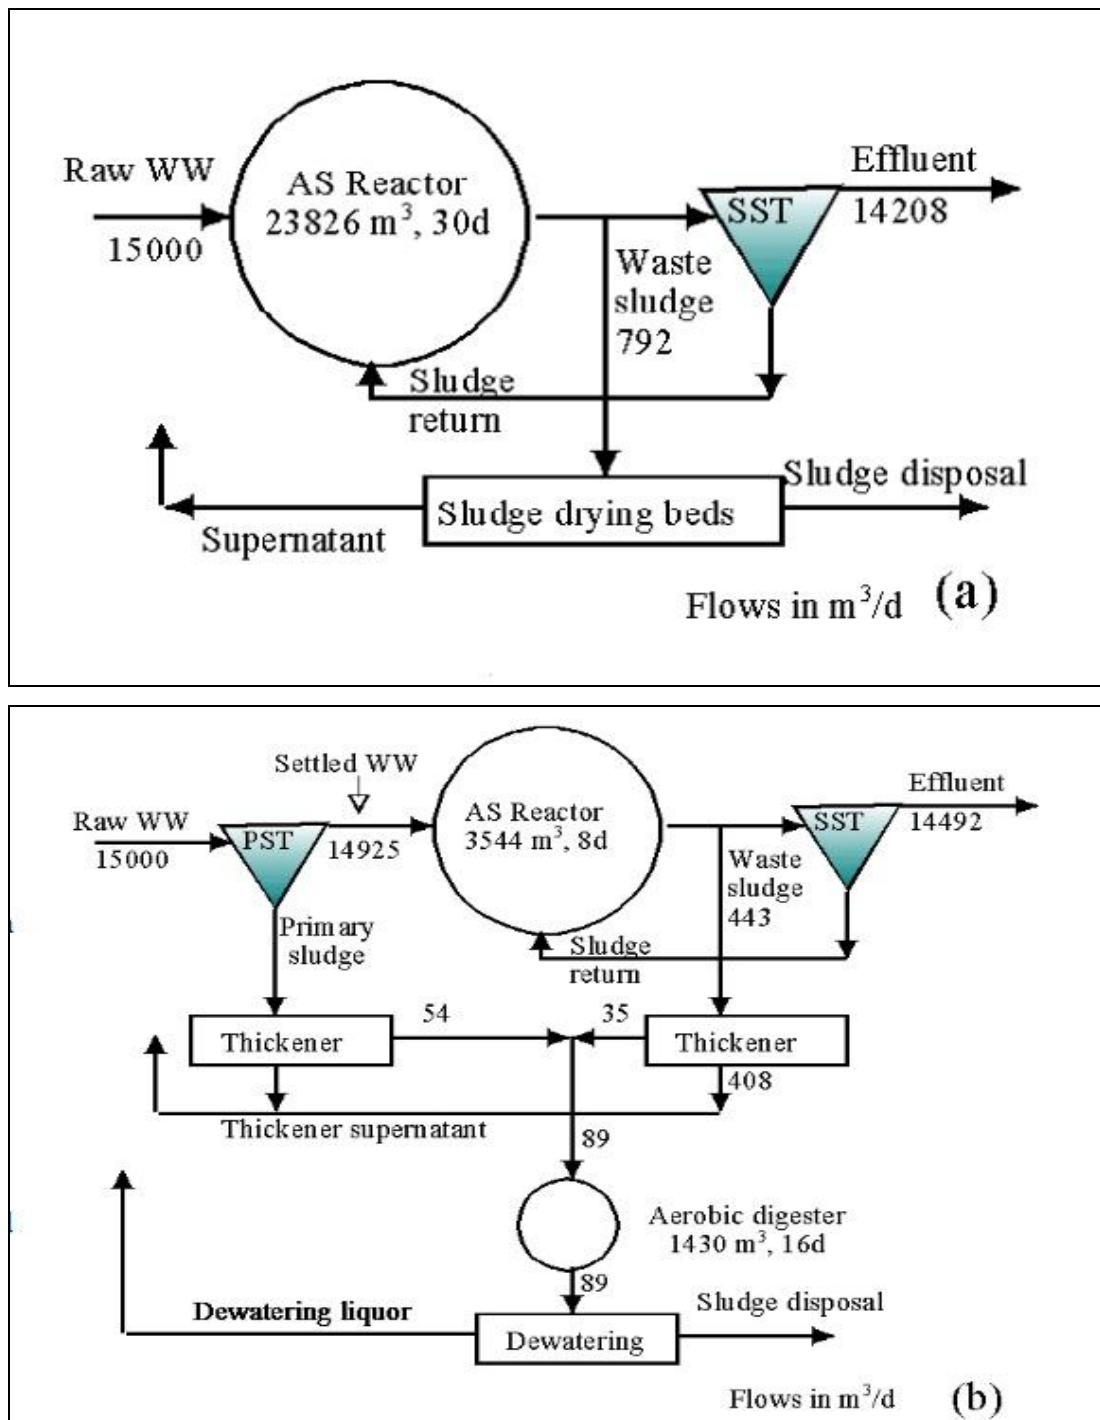 Raw WW
15000
AS Reactor
23826 m³, 30d
SST
Effluent
14208
Waste
sludge
792
Sludge
return
Sludge drying beds
Sludge disposal
Supernatant
Flows in m³/d
(a)
Raw WW
15000
PST
Settled WW
14925
AS Reactor
3544 m³, 8d
SST
Effluent
14492
Waste
sludge
443
Primary
sludge
Sludge
return
Thickener
54
35
Thickener
408
Thickener supernatant
89
Aerobic digester
1430 m³, 16d
89
Dewatering liquor
Dewatering
Sludge disposal
Flows in m³/d
(b)